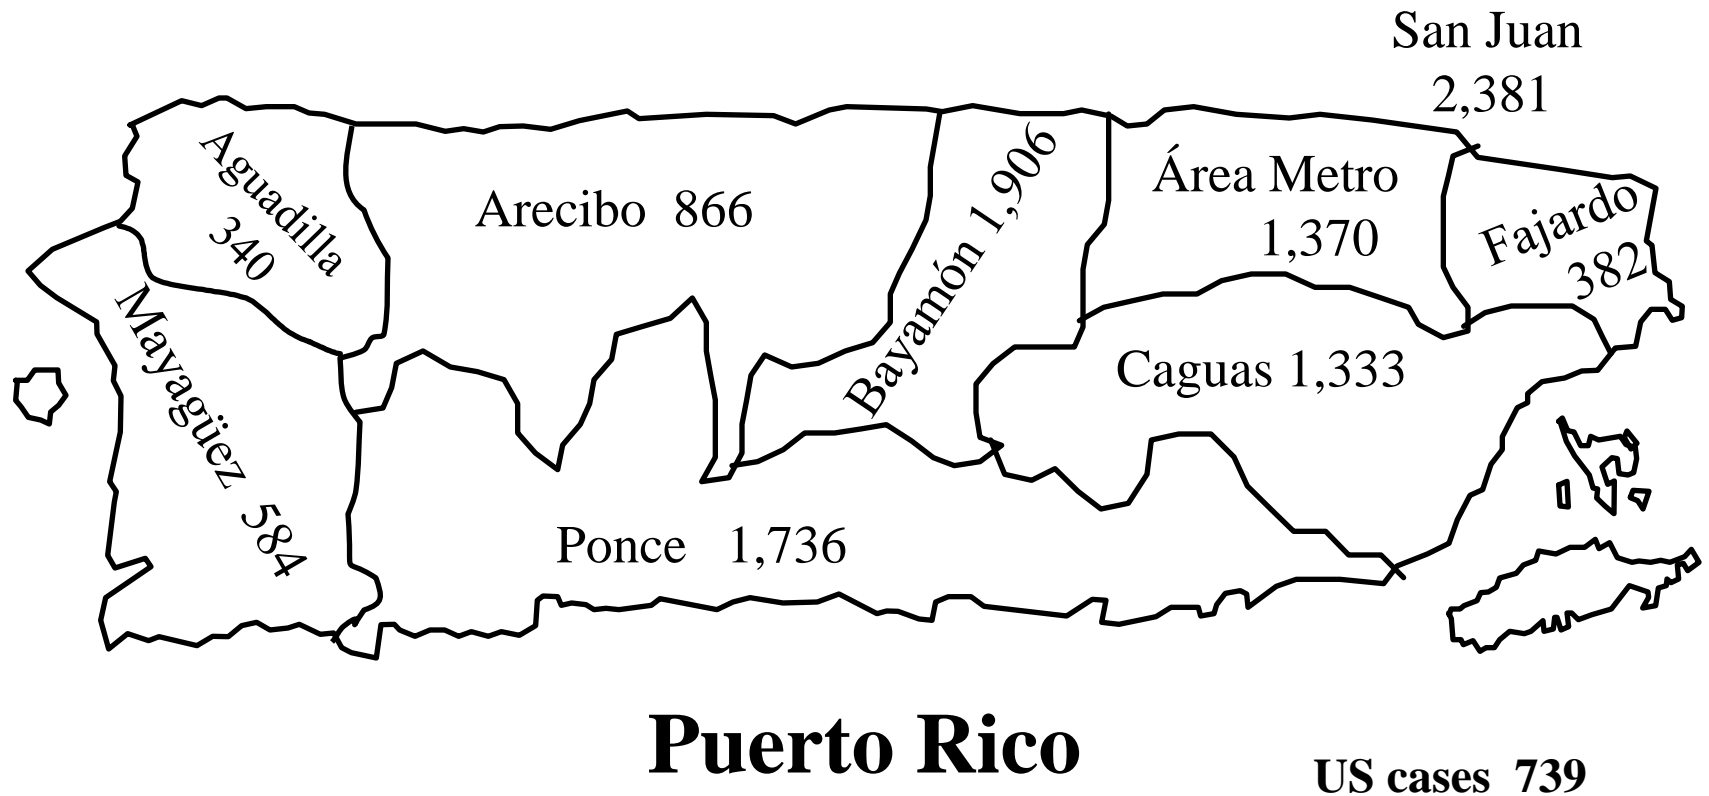 San Juan
2,381
Aguadilla
340
Arecibo 866
Bayamón 1,906
Área Metro
1,370
Fajardo
382
Mayagüez 584
Caguas 1,333
Ponce 1,736
Puerto Rico
US cases 739